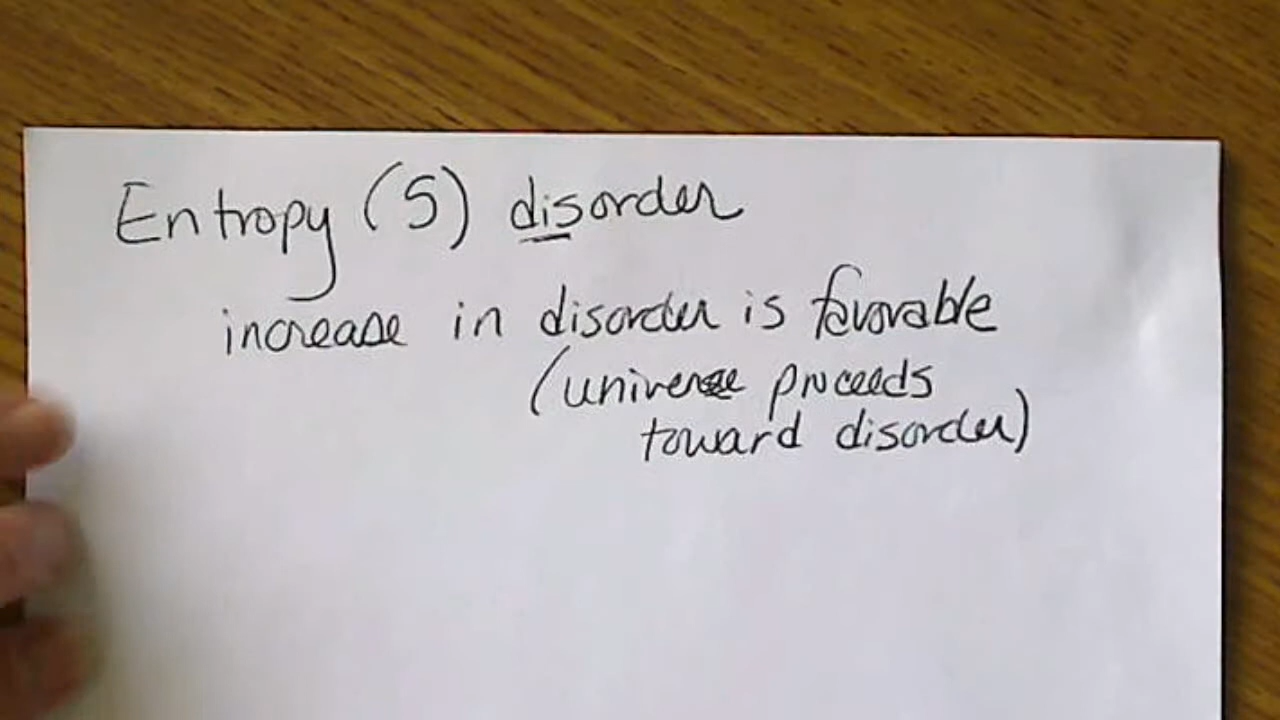 Entropy (S) disorder
increase in disorder is favorable
(universe proceeds
toward disorder)